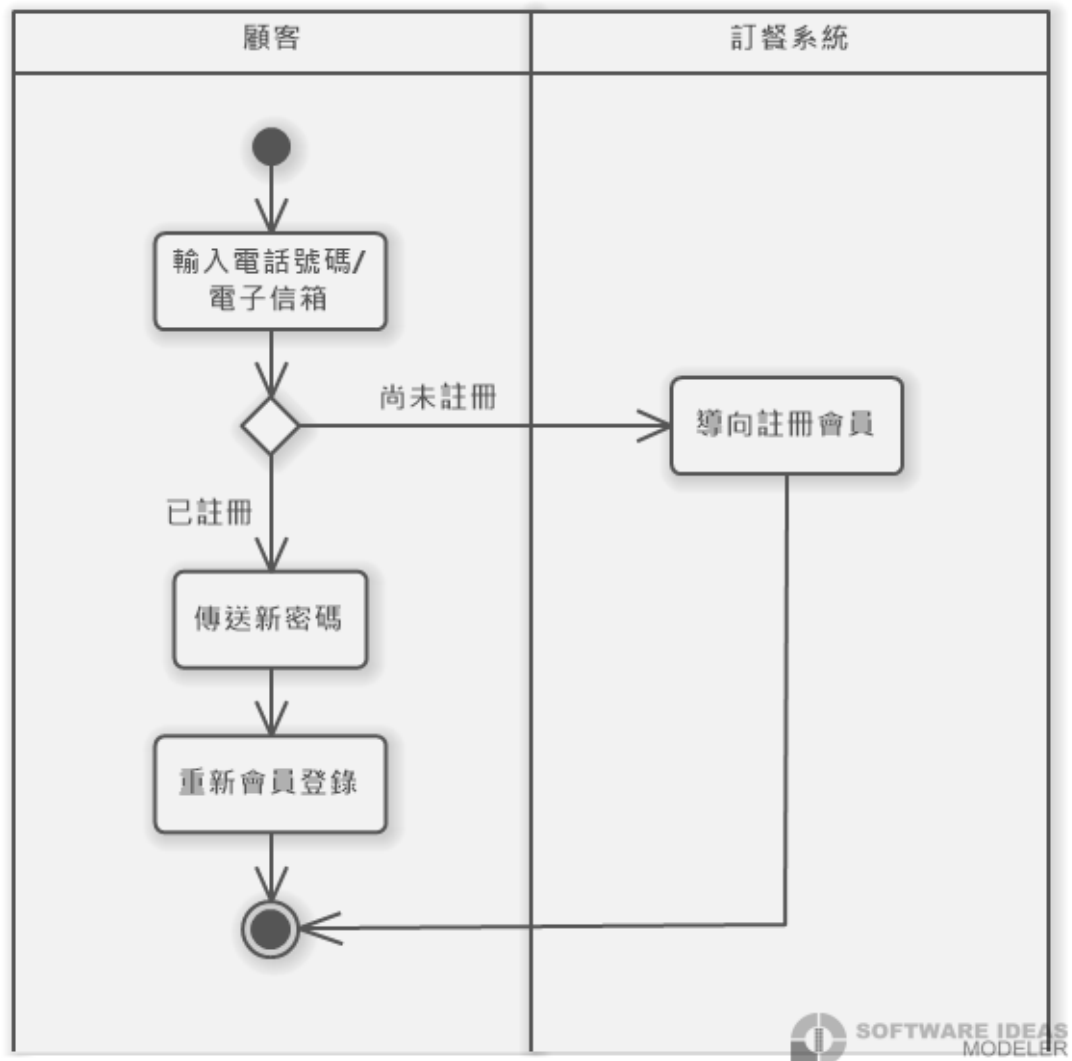 顧客
訂餐系統
輸入電話號碼/
電子信箱
尚未註冊
導向註冊會員
已註冊
傳送新密碼
重新會員登錄
SOFTWARE IDEAS
MODELER